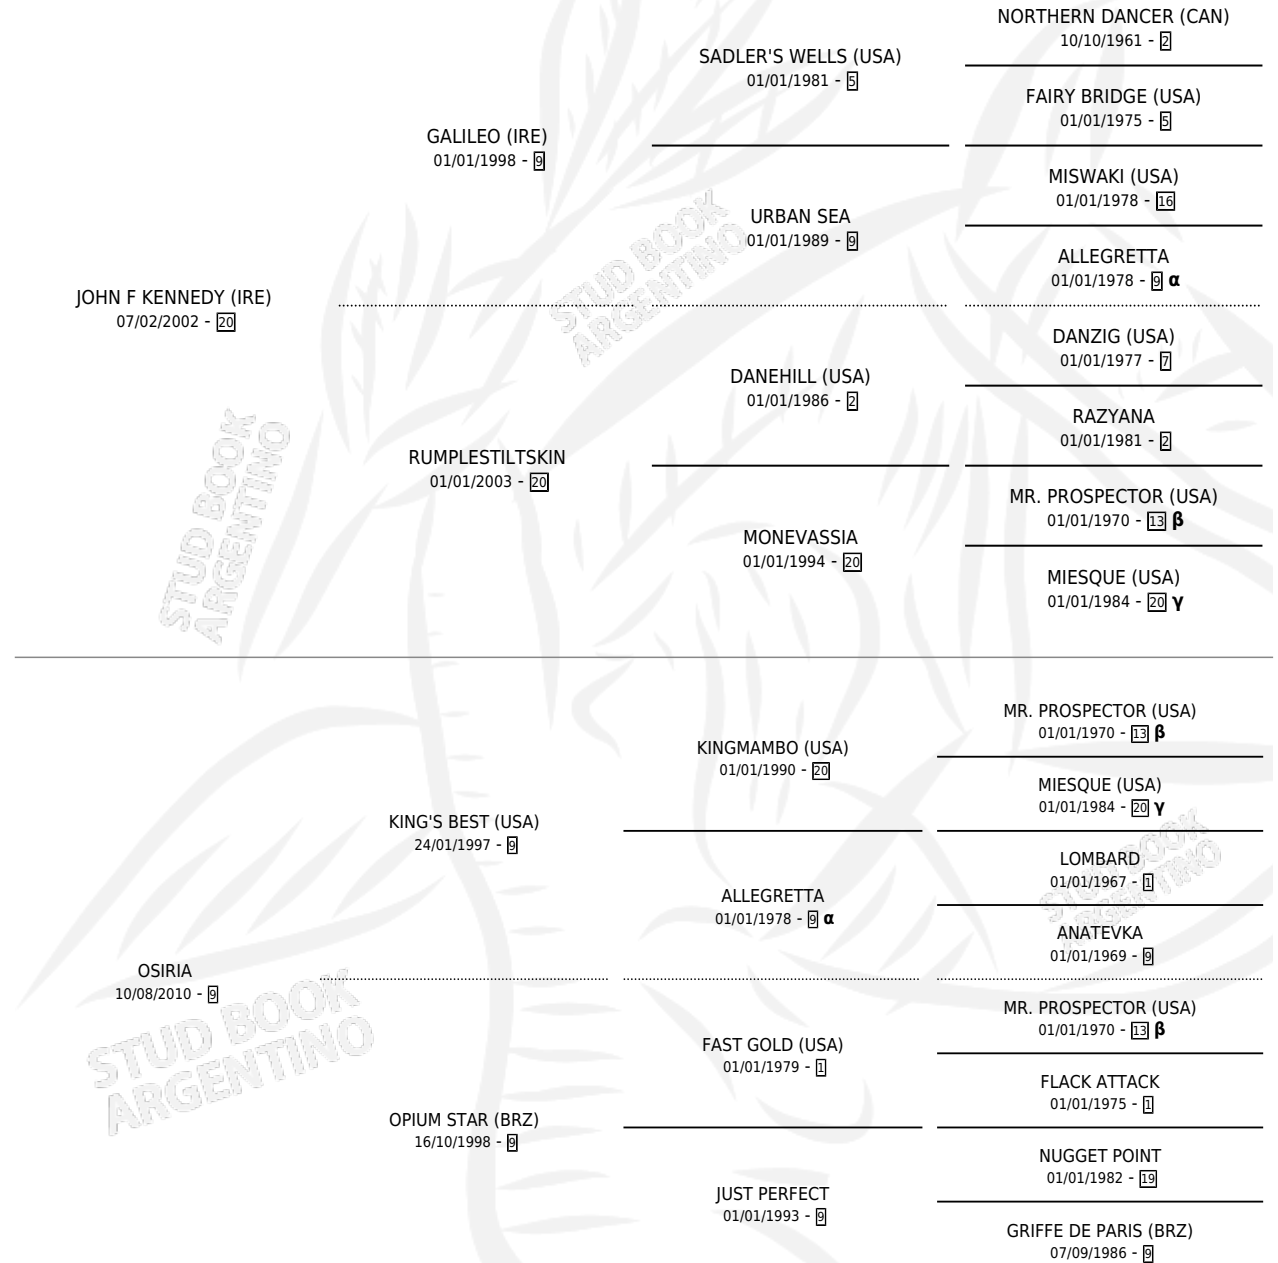 NORTHERN DANCER (CAN)
10/10/1961 - 2
SADLER'S WELLS (USA)
01/01/1981 - 5
FAIRY BRIDGE (USA)
01/01/1975 - 5
GALILEO (IRE)
01/01/1998 - 9
MISWAKI (USA)
01/01/1978 - 16
URBAN SEA
01/01/1989 - 9
ALLEGRETTA
01/01/1978 - 9 α
JOHN F KENNEDY (IRE)
07/02/2002 - 20
DANZIG (USA)
01/01/1977 - 7
DANEHILL (USA)
01/01/1986 - 2
RAZYANA
01/01/1981 - 2
RUMPLESTILTSKIN
01/01/2003 - 20
MR. PROSPECTOR (USA)
01/01/1970 - 13 β
MONEVASSIA
01/01/1994 - 20
MIESQUE (USA)
01/01/1984 - 20 γ
MR. PROSPECTOR (USA)
01/01/1970 - 13 β
KINGMAMBO (USA)
01/01/1990 - 20
MIESQUE (USA)
01/01/1984 - 20 γ
KING'S BEST (USA)
24/01/1997 - 9
LOMBARD
01/01/1967 - 1
ALLEGRETTA
01/01/1978 - 9 α
ANATEVKA
01/01/1969 - 9
OSIRIA
10/08/2010 - 9
MR. PROSPECTOR (USA)
01/01/1970 - 13 β
FAST GOLD (USA)
01/01/1979 - 1
FLACK ATTACK
01/01/1975 - 1
OPIUM STAR (BRZ)
16/10/1998 - 9
NUGGET POINT
01/01/1982 - 19
JUST PERFECT
01/01/1993 - 9
GRIFFE DE PARIS (BRZ)
07/09/1986 - 9
STUD BOOK
ARGENTINO
STUD BOOK
ARGENTINO
STUD BOOK
ARGENTINO
STUD BOOK
ARGENTINO